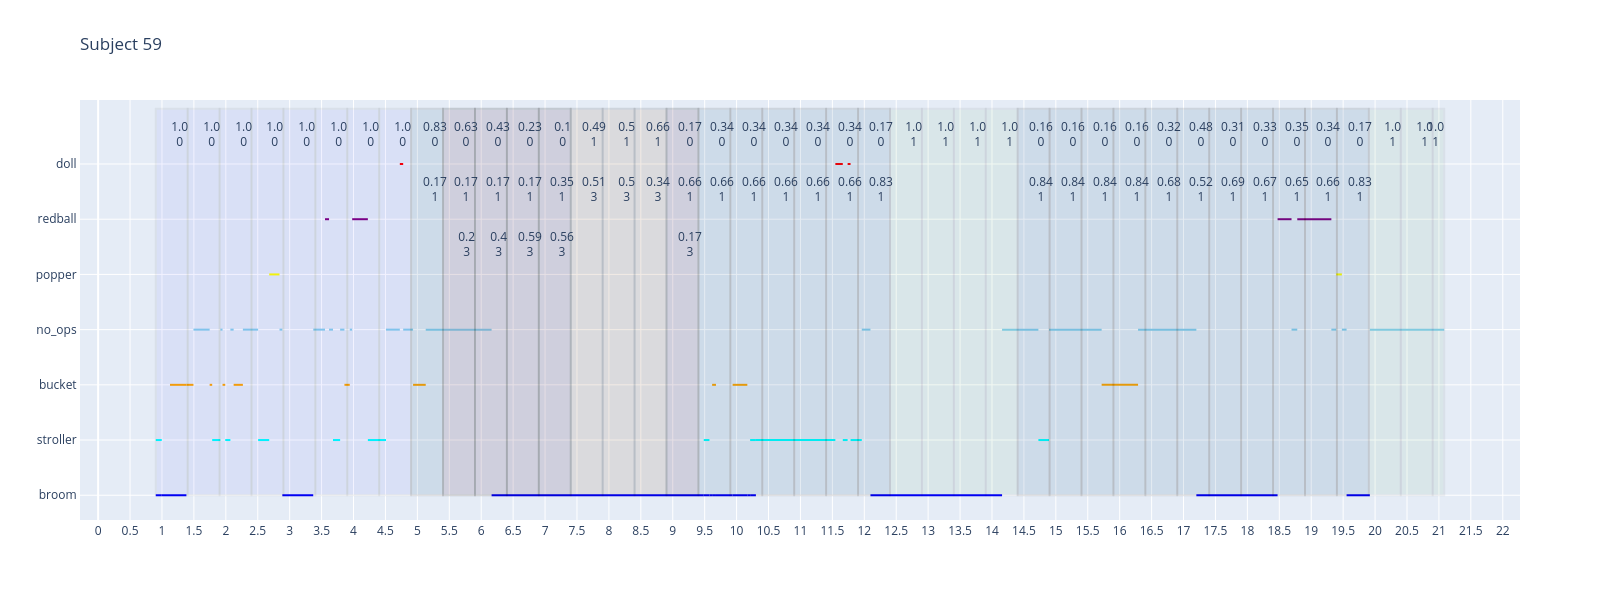 Subject 59
1.0 1.0 1.0 1.0 1.0 1.0 1.0 1.0 0.83 0.63 0.43 0.23 0.1 0.49 0.5 0.66 0.17 0.34 0.34 0.34 0.34 0.34 0.17 1.0 1.0 1.0 1.0 0.16 0.16 0.16 0.16 0.32 0.48 0.31 0.33 0.35 0.34 0.17 1.0 1.0 1.0
0 0 0 0 0 0 0 0 0 0 0 0 0 1 1 1 0 0 0 0 0 0 0 1 1 1 1 0 0 0 0 0 0 0 0 0 0 0 1 1 1
doll
0.17 0.17 0.17 0.17 0.35 0.51 0.5 0.34 0.66 0.66 0.66 0.66 0.66 0.66 0.83 0.84 0.84 0.84 0.84 0.68 0.52 0.69 0.67 0.65 0.66 0.83
1 1 1 1 1 3 3 3 1 1 1 1 1 1 1 1 1 1 1 1 1 1 1 1 1 1
redball
0.2 0.4 0.59 0.56 0.17
3 3 3 3 3
popper
no_ops
bucket
stroller
broom
0 0.5 1 1.5 2 2.5 3 3.5 4 4.5 5 5.5 6 6.5 7 7.5 8 8.5 9 9.5 10 10.5 11 11.5 12 12.5 13 13.5 14 14.5 15 15.5 16 16.5 17 17.5 18 18.5 19 19.5 20 20.5 21 21.5 22